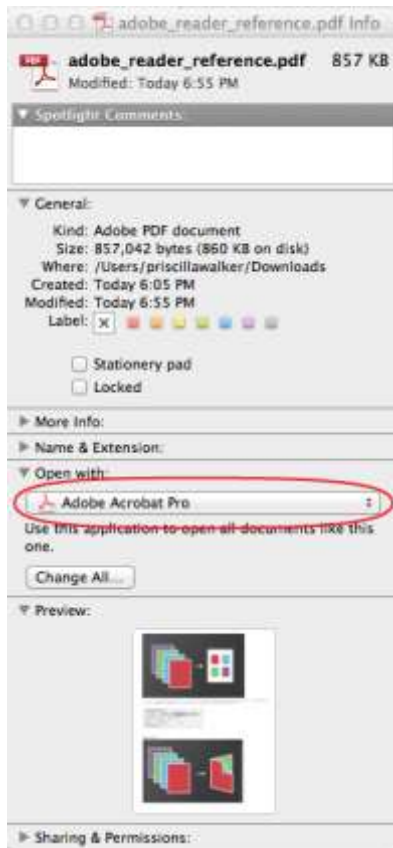 adobe_reader_reference.pdf Info
adobe_reader_reference.pdf 857 KB
Modified: Today 6:55 PM
Spotlight Comments:
General:
Kind: Adobe PDF document
Size: 857,042 bytes (860 KB on disk)
Where: /Users/priscillawalker/Downloads
Created: Today 6:05 PM
Modified: Today 6:55 PM
Label:
Stationery pad
Locked
More Info:
Name & Extension:
Open with:
Adobe Acrobat Pro
Use this application to open all documents like this
one.
Change All...
Preview:
Sharing & Permissions: